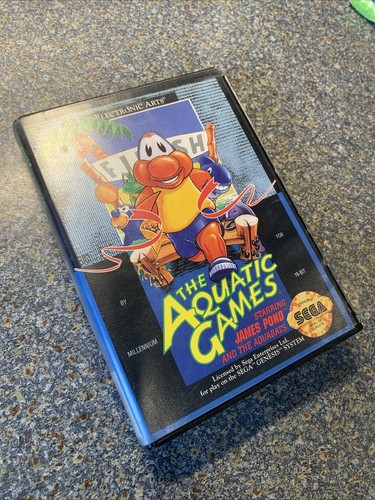 ELECTRONIC ARTS®
FINISH
THE
AQUATIC
GAMES
STARRING
JAMES POND
AND THE AQUABATS
BY
MILLENNIUM
FOR
16-BIT
SEGA
Licensed by Sega Enterprises Ltd.
for play on the SEGA™ GENESIS™ SYSTEM